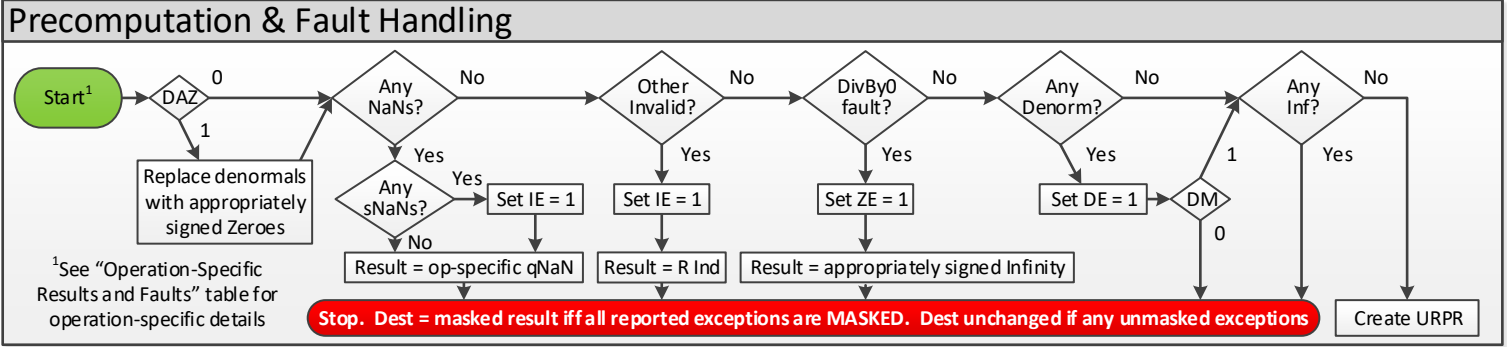 Precomputation & Fault Handling
Start1
DAZ
0
1
Replace denormals
with appropriately
signed Zeroes
Any
NaNs?
No
Yes
Any
sNaNs?
Yes
No
Set IE = 1
Result = op-specific qNaN
Other
Invalid?
No
Yes
Set IE = 1
Result = R Ind
DivBy0
fault?
No
Yes
Set ZE = 1
Result = appropriately signed Infinity
Any
Denorm?
No
Yes
Set DE = 1
DM
1
0
Any
Inf?
No
Yes
1See “Operation-Specific
Results and Faults” table for
operation-specific details
Stop. Dest = masked result iff all reported exceptions are MASKED. Dest unchanged if any unmasked exceptions
Create URPR